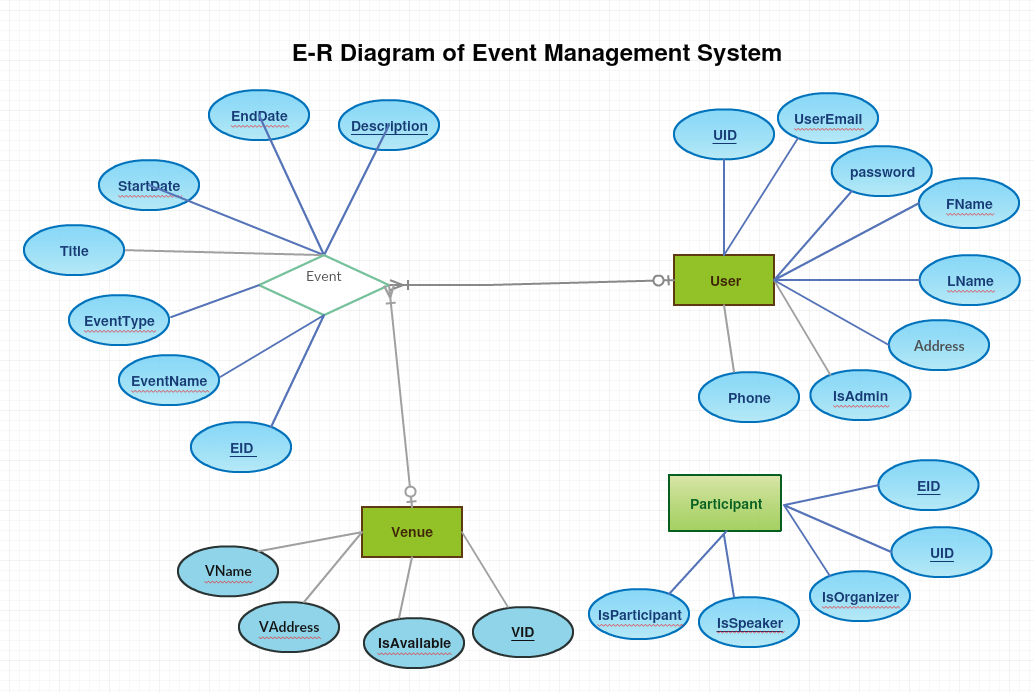 E-R Diagram of Event Management System
EndDate
Description
StartDate
Title
Event
EventType
EventName
EID
UID
UserEmail
password
FName
User
LName
Address
IsAdmin
Phone
Venue
VName
VAddress
IsAvailable
VID
Participant
EID
UID
IsOrganizer
IsParticipant
IsSpeaker